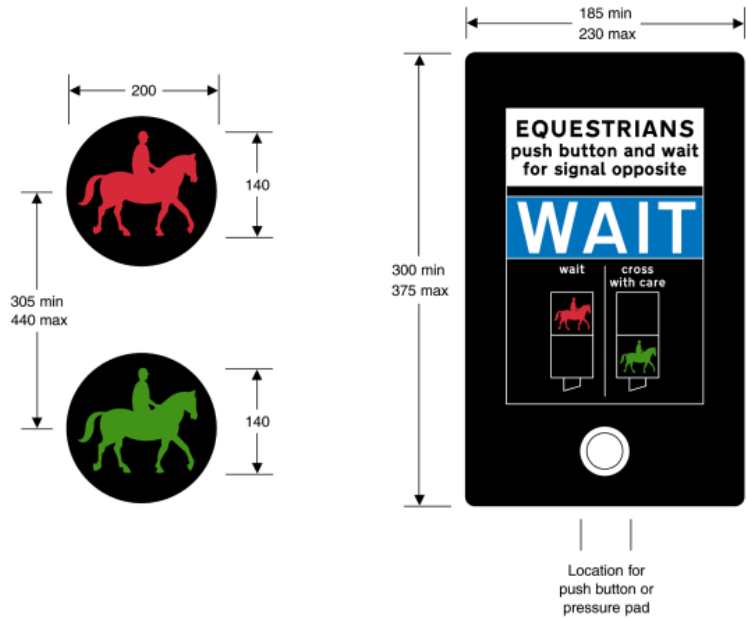 200
140
305 min
440 max
140
185 min
230 max
300 min
375 max
EQUESTRIANS
push button and wait
for signal opposite
WAIT
wait
cross
with care
Location for
push button or
pressure pad